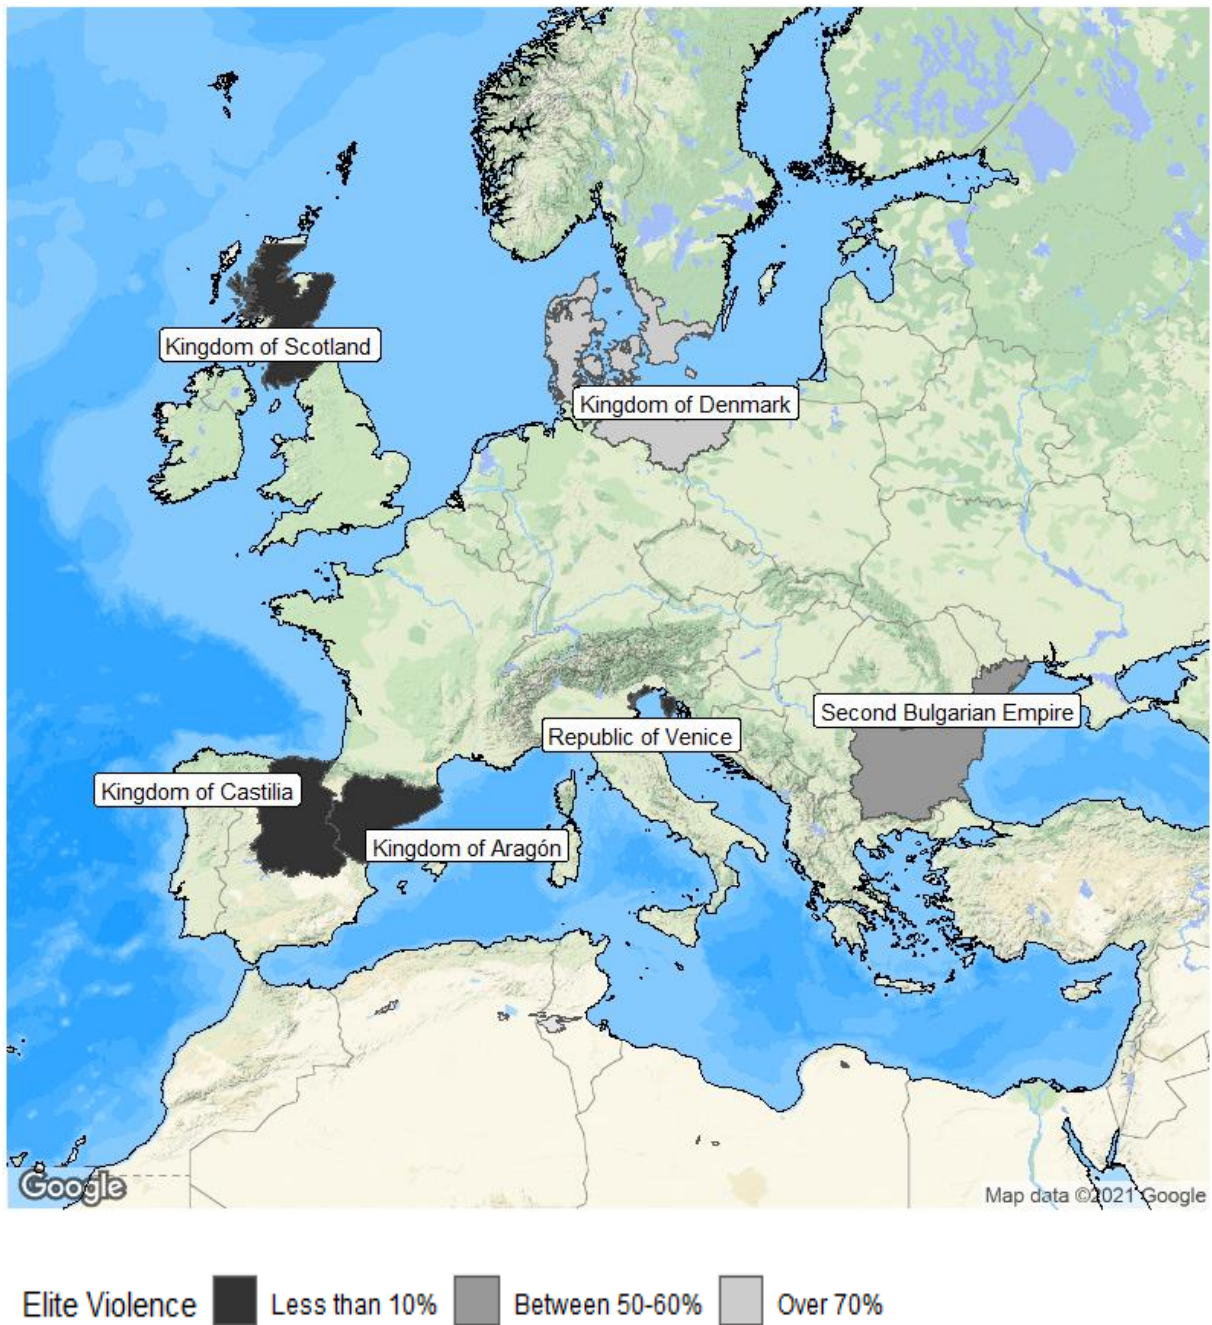 Kingdom of Scotland
Kingdom of Denmark
Second Bulgarian Empire
Republic of Venice
Kingdom of Castilia
Kingdom of Aragón
Google
Map data ©2021 Google
Elite Violence Less than 10% Between 50-60% Over 70%